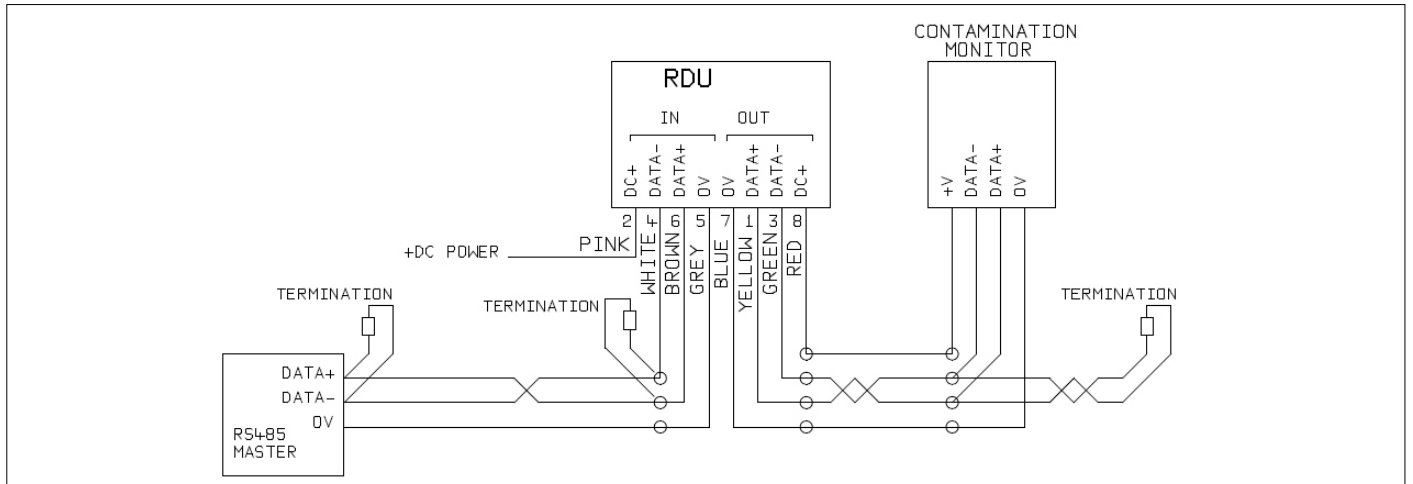 CONTAMINATION
MONITOR
RDU
IN OUT
DC+ DATA- DATA+ 0V 0V DATA+ DATA- DC+
+V DATA- DATA+ 0V
2 4 6 5 7 1 3 8
PINK WHITE BROWN GREY BLUE YELLOW GREEN RED
+DC POWER
TERMINATION
TERMINATION
TERMINATION
DATA+
DATA-
0V
RS485
MASTER